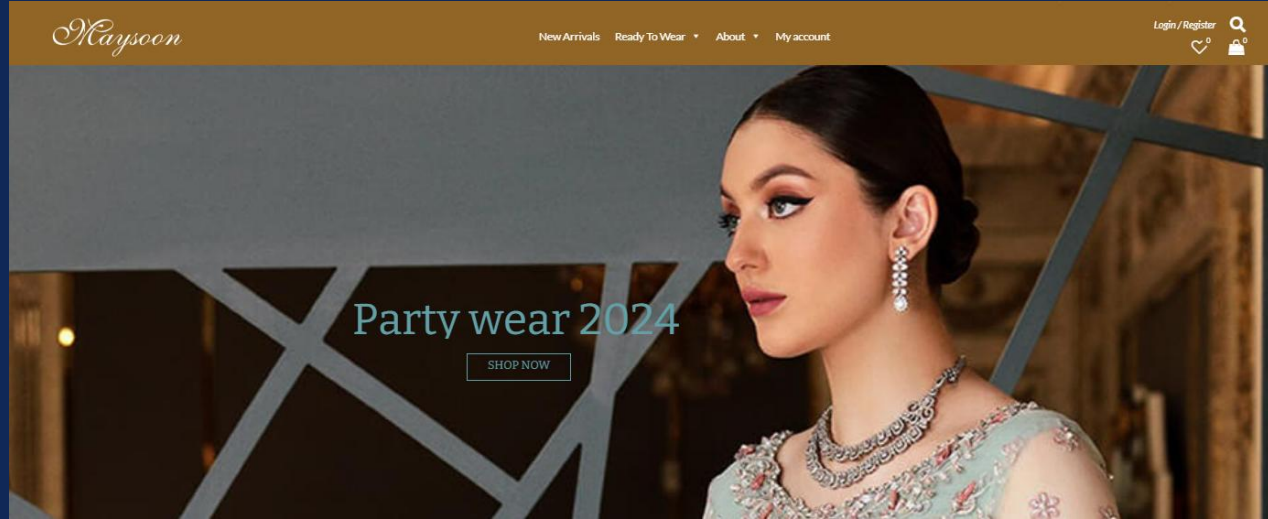 Maysoon
New Arrivals Ready To Wear About My account
Login / Register
0 0
Party wear 2024
SHOP NOW